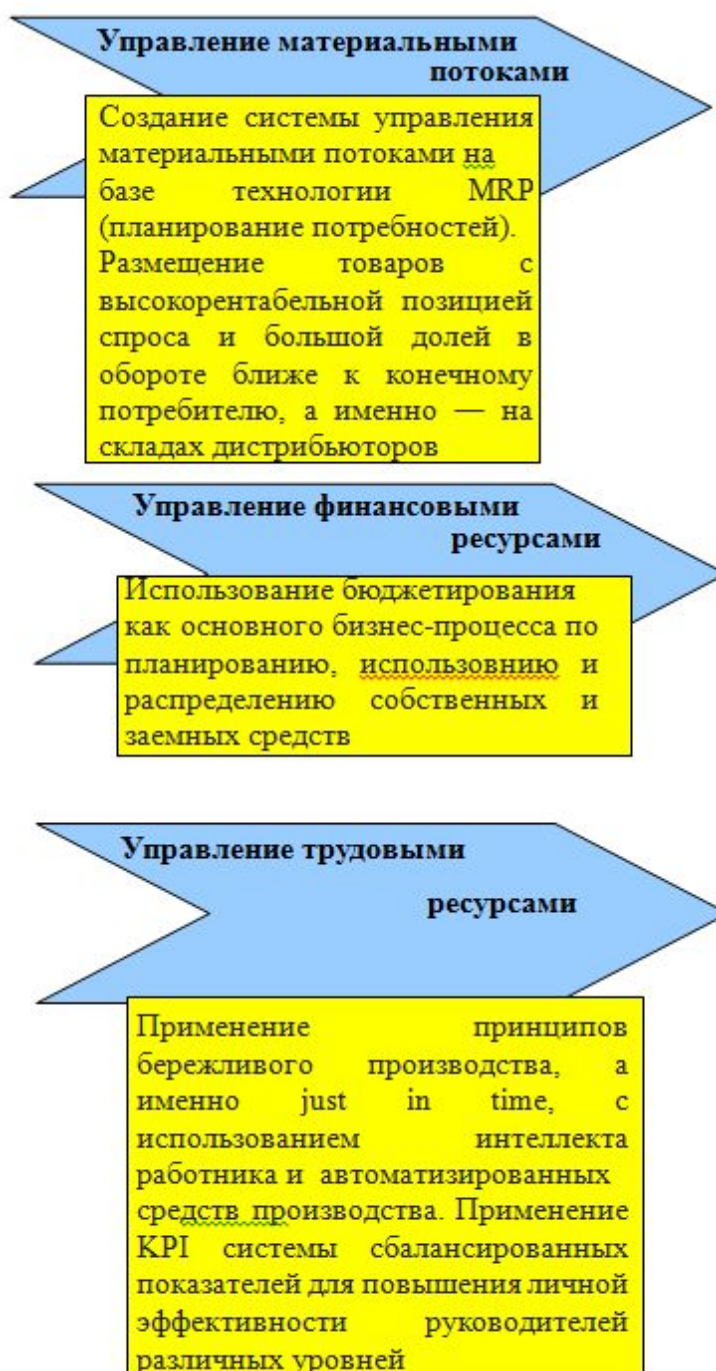 Управление материальными
потоками
Создание системы управления
материальными потоками на
базе технологии MRP
(планирование потребностей).
Размещение товаров с
высокорентабельной позицией
спроса и большой долей в
обороте ближе к конечному
потребителю, а именно — на
складах дистрибьюторов
Управление финансовыми
ресурсами
Использование бюджетирования
как основного бизнес-процесса по
планированию, использовнию и
распределению собственных и
заемных средств
Управление трудовыми
ресурсами
Применение принципов
бережливого производства, а
именно just in time, с
использованием интеллекта
работника и автоматизированных
средств производства. Применение
KPI системы сбалансированных
показателей для повышения личной
эффективности руководителей
различных уровней